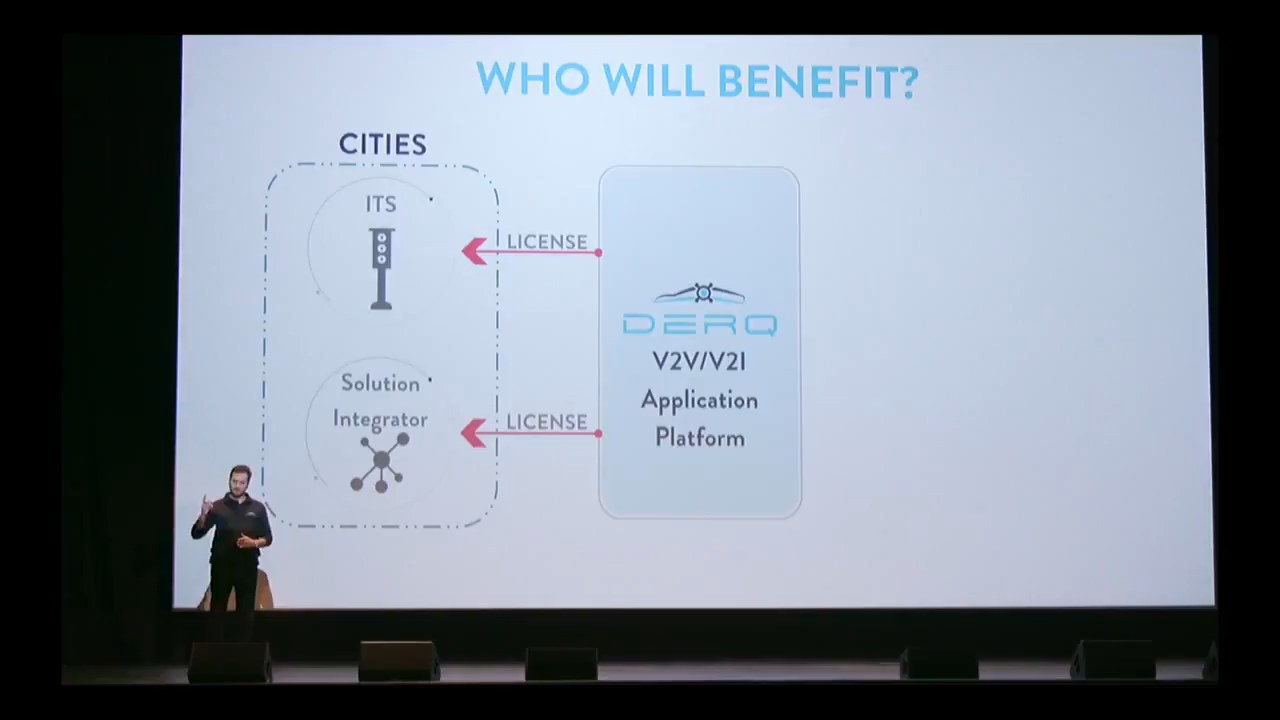 WHO WILL BENEFIT?
CITIES
ITS
LICENSE
Solution
Integrator
LICENSE
DERQ
V2V/V2I
Application
Platform